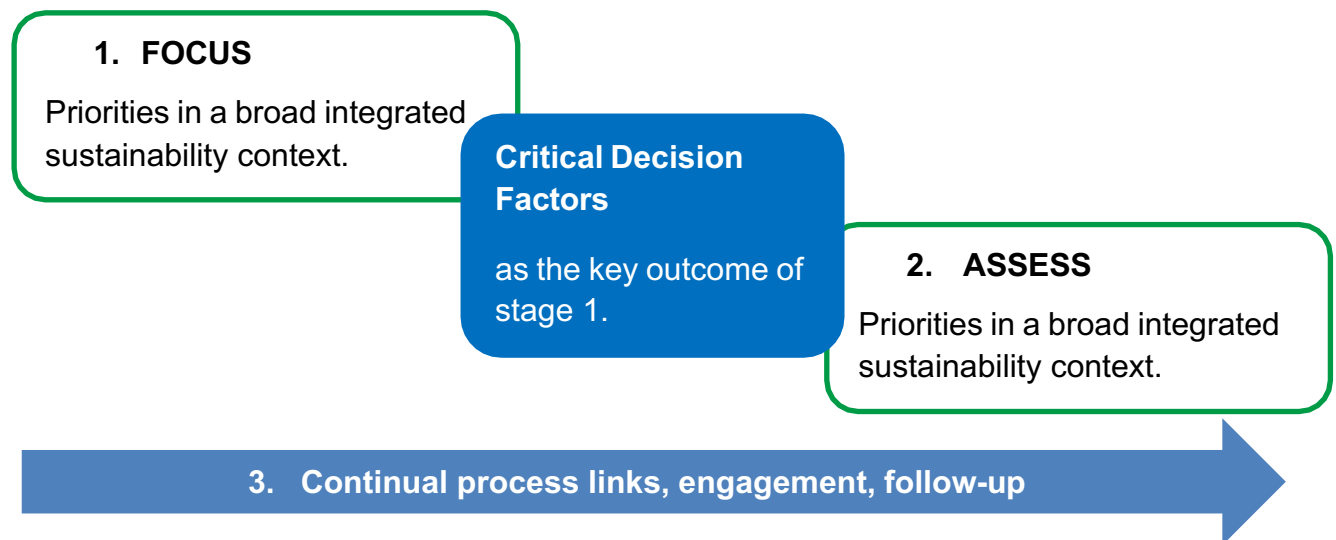 1. FOCUS
Priorities in a broad integrated
sustainability context.
Critical Decision
Factors
as the key outcome of
stage 1.
2. ASSESS
Priorities in a broad integrated
sustainability context.
3. Continual process links, engagement, follow-up